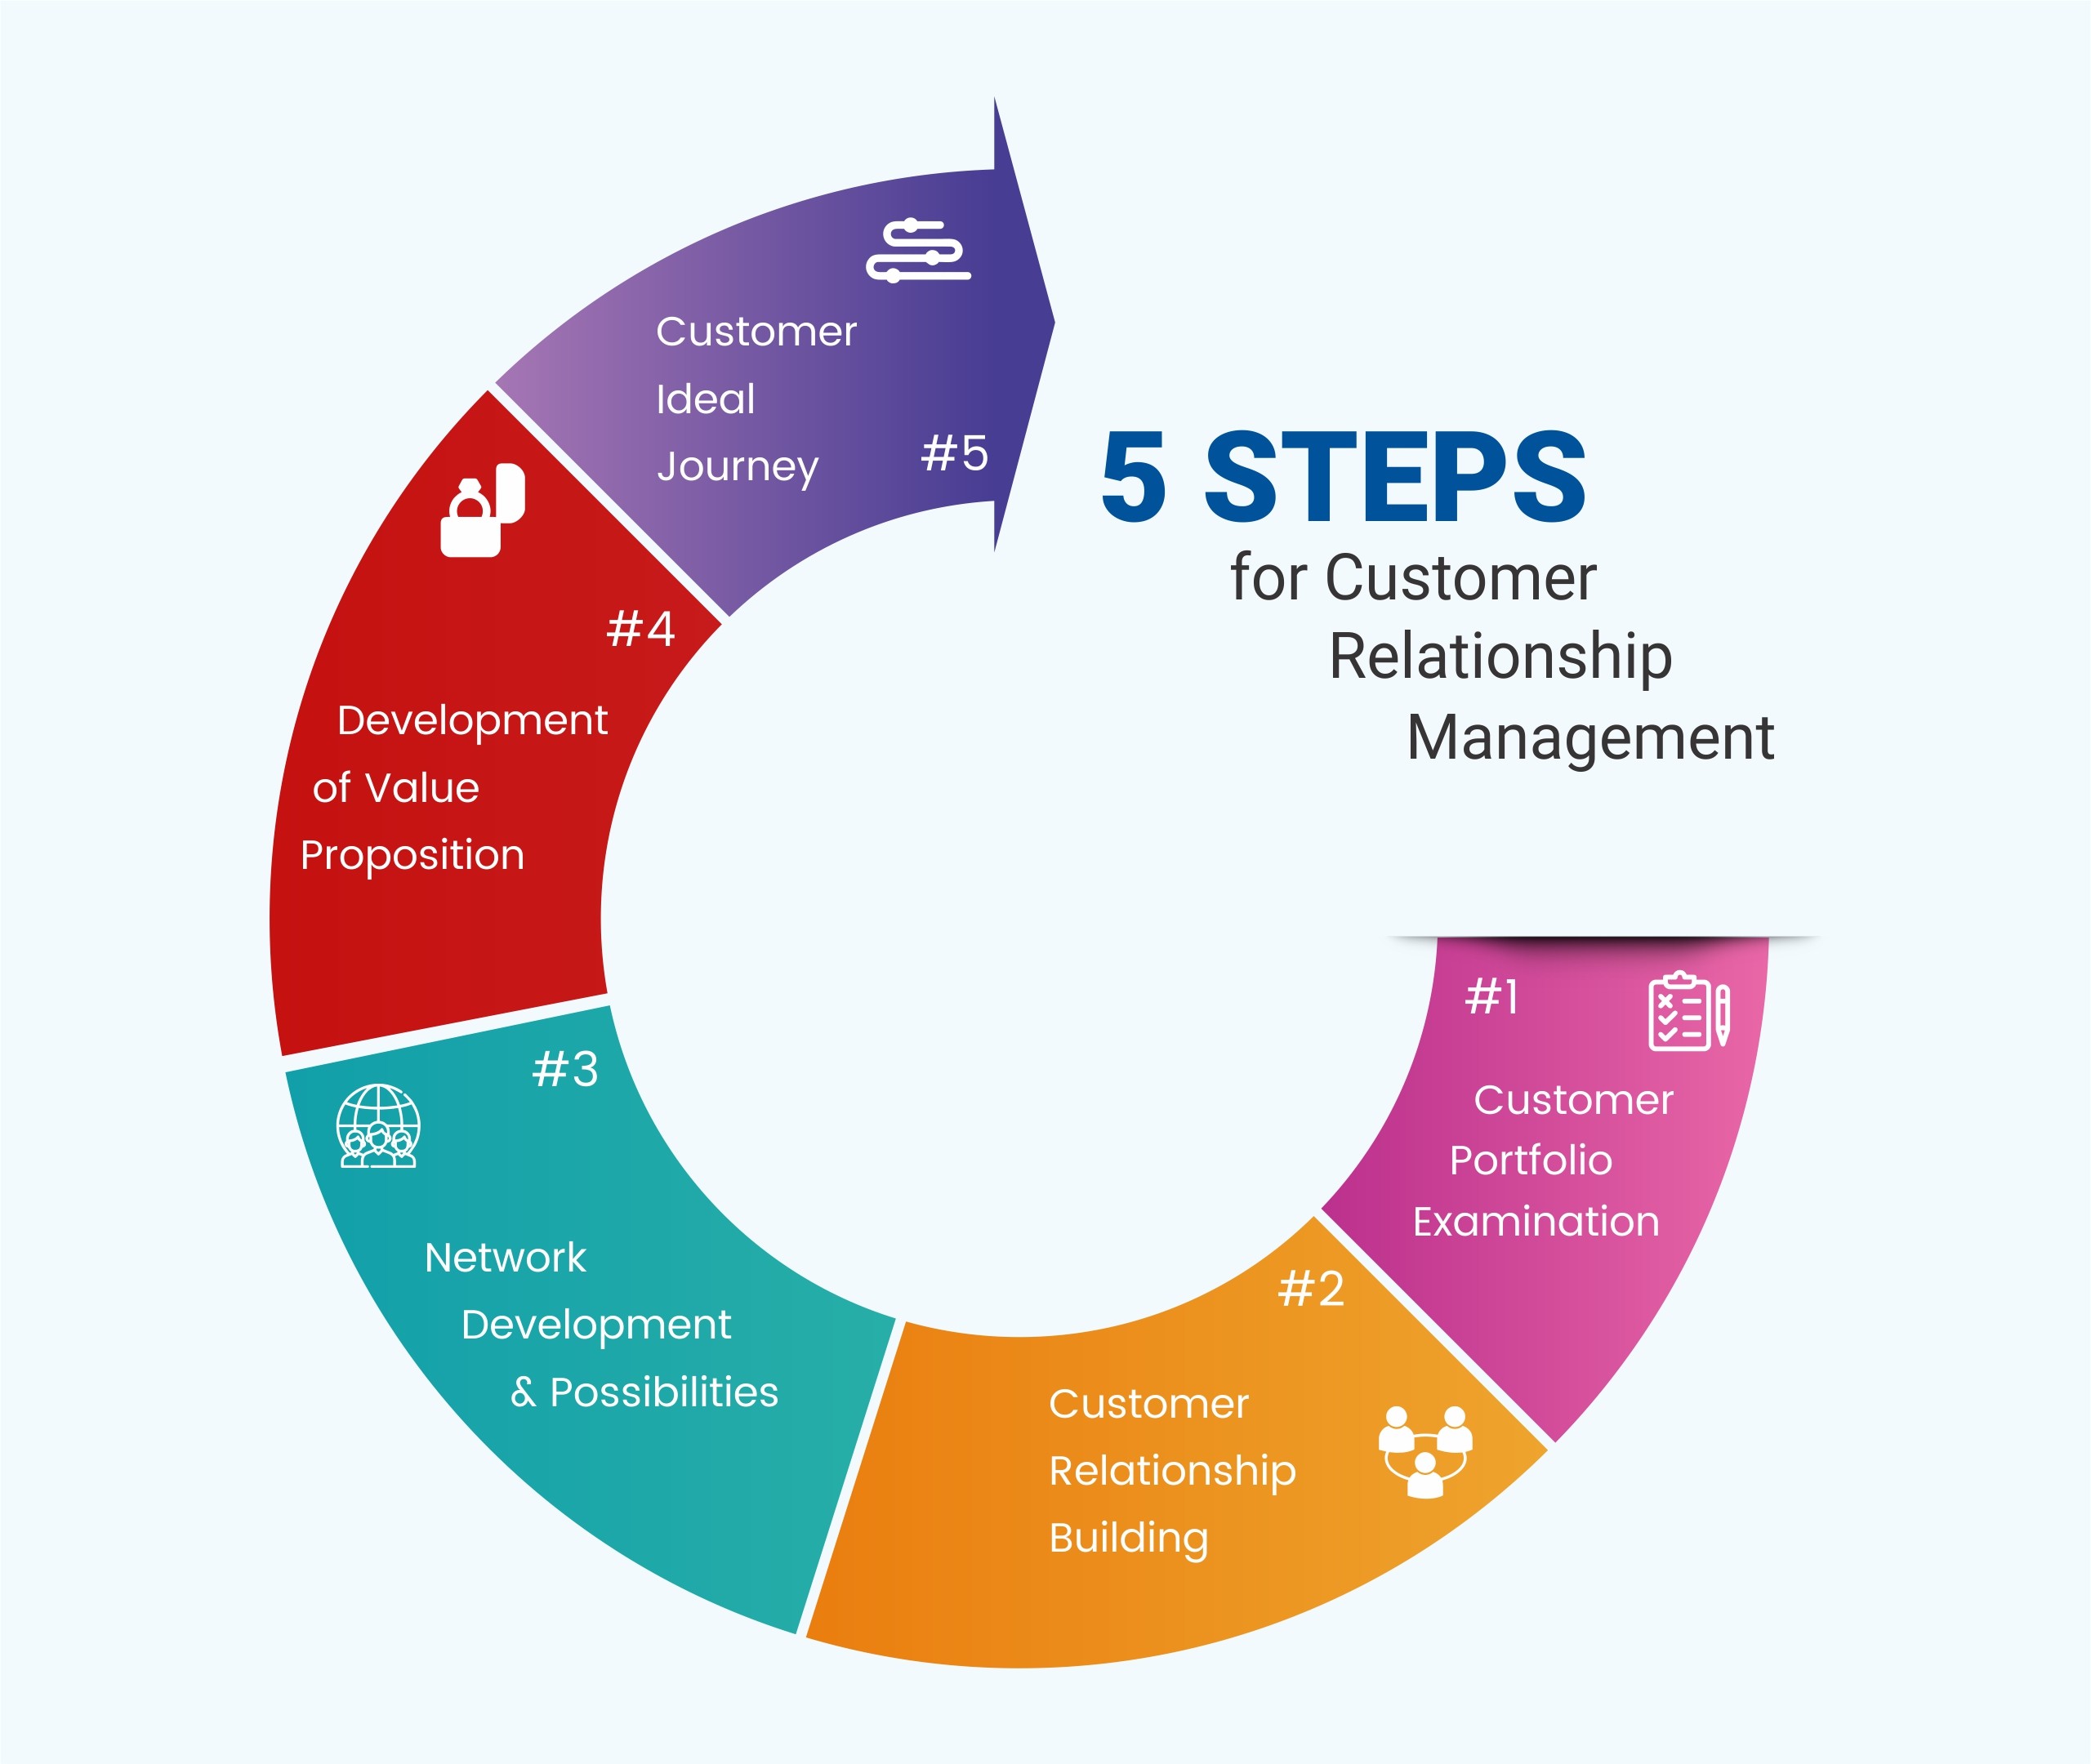 5 STEPS
for Customer
Relationship
Management
#1
Customer
Portfolio
Examination
#2
Customer
Relationship
Building
#3
Network
Development
& Possibilities
#4
Development
of Value
Proposition
Customer
Ideal
Journey
#5